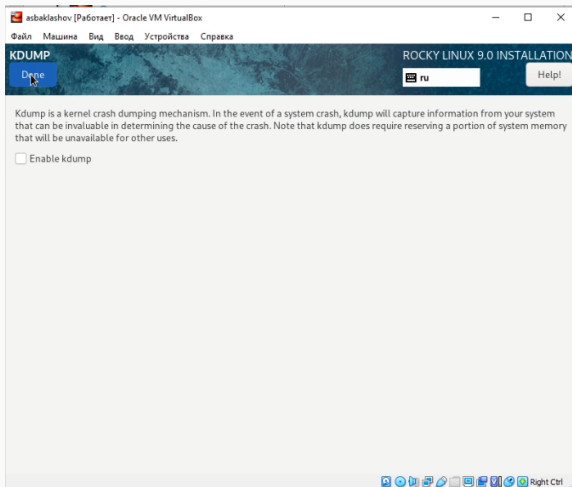 asbaklashov [Работает] - Oracle VM VirtualBox
Файл Машина Вид Ввод Устройства Справка
KDUMP
ROCKY LINUX 9.0 INSTALLATION
Done
ru
Help!
Kdump is a kernel crash dumping mechanism. In the event of a system crash, kdump will capture information from your system
that can be invaluable in determining the cause of the crash. Note that kdump does require reserving a portion of system memory
that will be unavailable for other uses.
Enable kdump
Right Ctrl